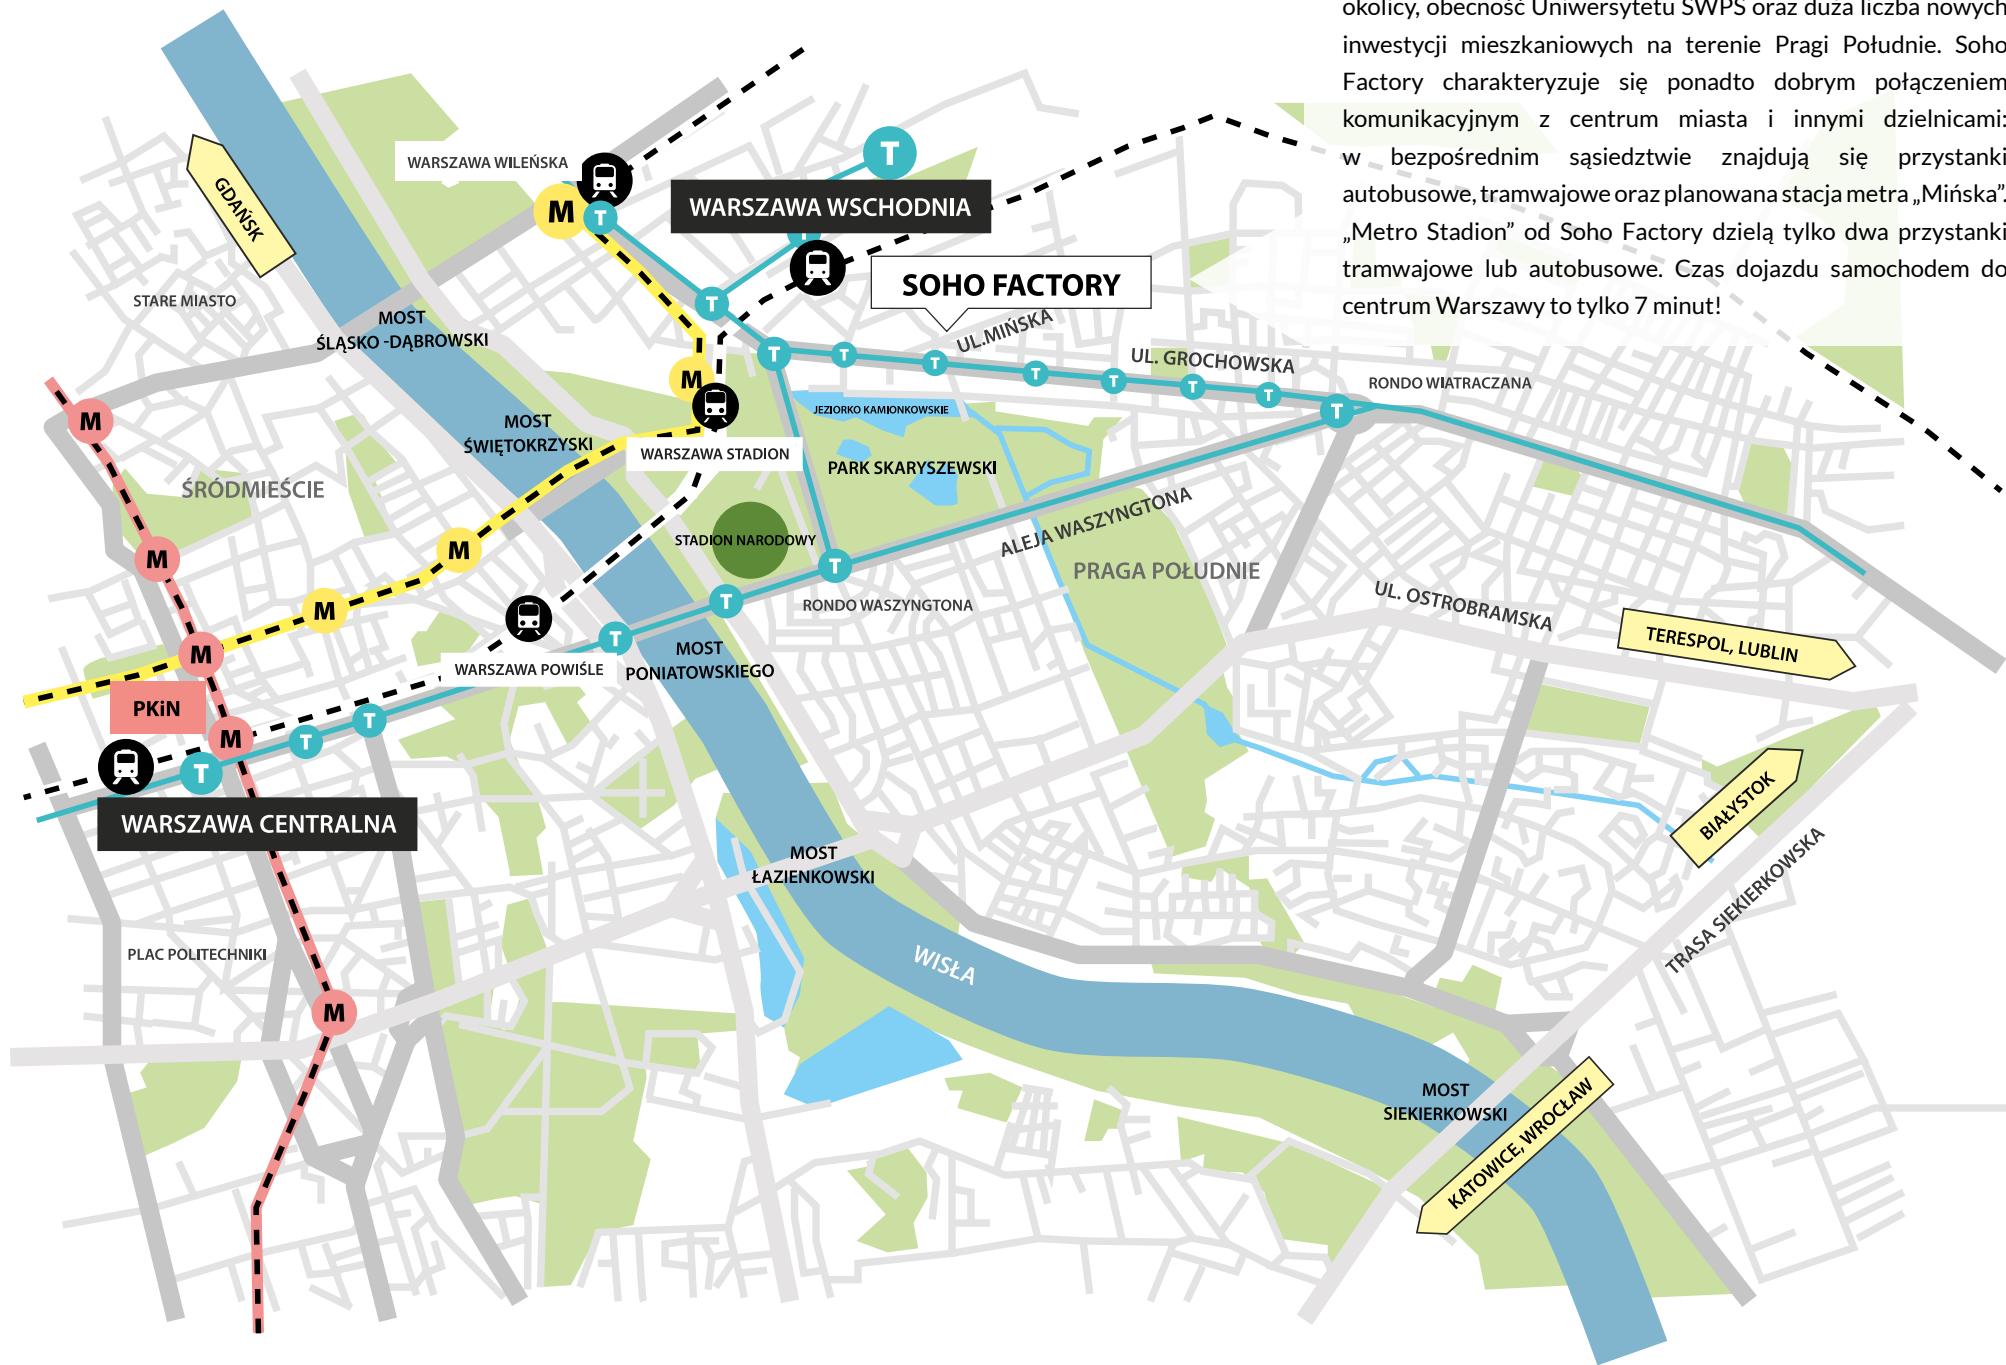 okolicy, obecność Uniwersytetu SWPS oraz duża liczba nowych
inwestycji mieszkaniowych na terenie Pragi Południe. Soho
Factory charakteryzuje się ponadto dobrym połączeniem
komunikacyjnym z centrum miasta i innymi dzielnicami:
w bezpośrednim sąsiedztwie znajdują się przystanki
autobusowe, tramwajowe oraz planowana stacja metra „Mińska”.
„Metro Stadion” od Soho Factory dzielą tylko dwa przystanki
tramwajowe lub autobusowe. Czas dojazdu samochodem do
centrum Warszawy to tylko 7 minut!
WARSZAWA WILEŃSKA
T
M
T
WARSZAWA WSCHODNIA
T
GDAŃSK
SOHO FACTORY
STARE MIASTO
T
MOST
ŚLĄSKO -DĄBROWSKI
UL.MIŃSKA
UL. GROCHOWSKA
T
T
T
T
T
T
T
T
RONDO WIATRACZANA
M
M
JEZIORKO KAMIONKOWSKIE
MOST
ŚWIĘTOKRZYSKI
WARSZAWA STADION
PARK SKARYSZEWSKI
ŚRÓDMIEŚCIE
ALEJA WASZYNGTONA
STADION NARODOWY
M
M
T
PRAGA POŁUDNIE
UL. OSTROBRAMSKA
M
T
RONDO WASZYNGTONA
T
TERESPOL, LUBLIN
M
WARSZAWA POWIŚLE
MOST
PONIATOWSKIEGO
PKiN
M
T
T
T
WARSZAWA CENTRALNA
BIAŁYSTOK
MOST
ŁAZIENKOWSKI
TRASA SIEKIERKOWSKA
PLAC POLITECHNIKI
WISŁA
M
MOST
SIEKIERKOWSKI
KATOWICE, WROCŁAW